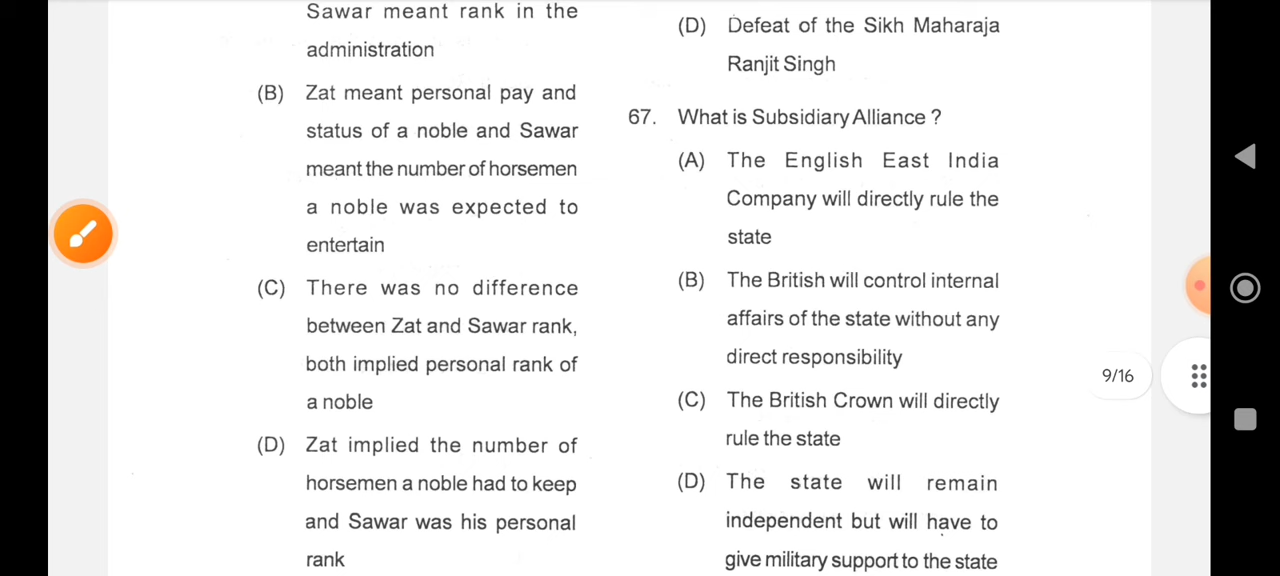 Sawar meant rank in the
administration
(B) Zat meant personal pay and
status of a noble and Sawar
meant the number of horsemen
a noble was expected to
entertain
(C) There was no difference
between Zat and Sawar rank,
both implied personal rank of
a noble
(D) Zat implied the number of
horsemen a noble had to keep
and Sawar was his personal
rank
(D) Defeat of the Sikh Maharaja
Ranjit Singh
67. What is Subsidiary Alliance ?
(A) The English East India
Company will directly rule the
state
(B) The British will control internal
affairs of the state without any
direct responsibility
(C) The British Crown will directly
rule the state
(D) The state will remain
independent but will have to
give military support to the state
9/16